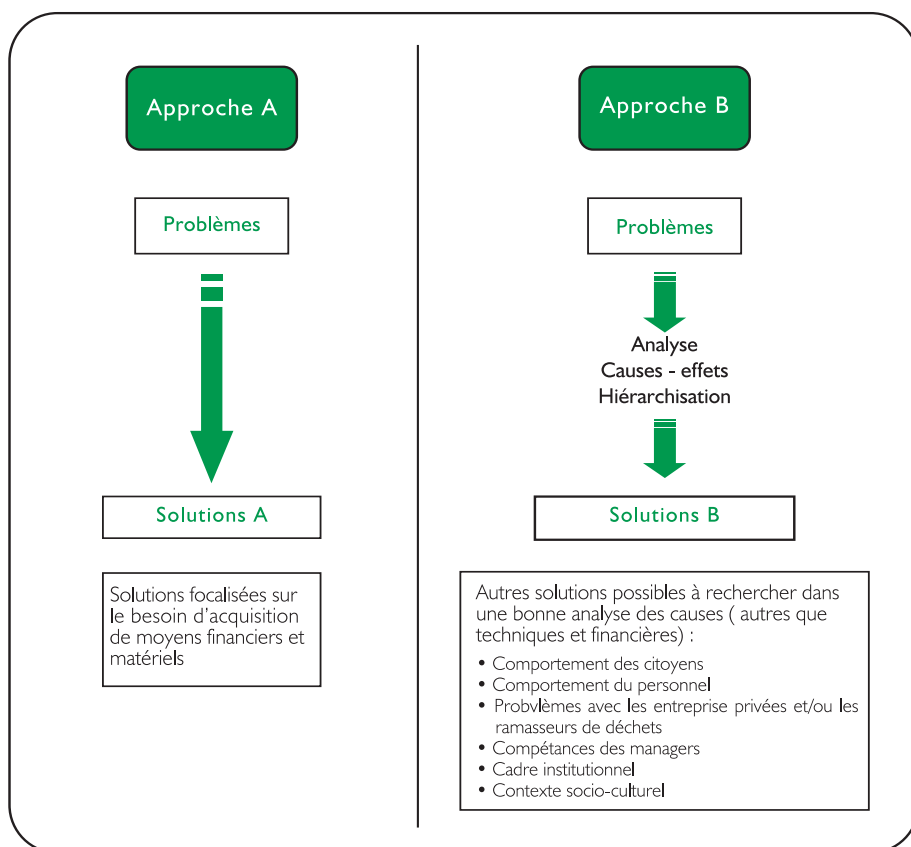 Approche A
Problèmes
Solutions A
Solutions focalisées sur
le besoin d'acquisition
de moyens financiers et
matériels
Approche B
Problèmes
Analyse
Causes - effets
Hiérarchisation
Solutions B
Autres solutions possibles à rechercher dans
une bonne analyse des causes ( autres que
techniques et financières) :
• Comportement des citoyens
• Comportement du personnel
• Probvlèmes avec les entreprise privées et/ou les
ramasseurs de déchets
• Compétances des managers
• Cadre institutionnel
• Contexte socio-culturel